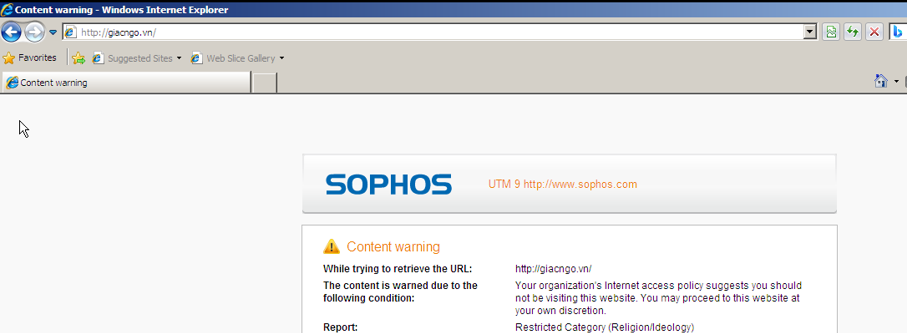 Content warning - Windows Internet Explorer
http://giacngo.vn/
Favorites Suggested Sites Web Slice Gallery
Content warning
SOPHOS UTM 9 http://www.sophos.com
Content warning
While trying to retrieve the URL: http://giacngo.vn/
The content is warned due to the Your organization's Internet access policy suggests you should
following condition: not be visiting this website. You may proceed to this website at
your own discretion.
Report: Restricted Category (Religion/Ideology)